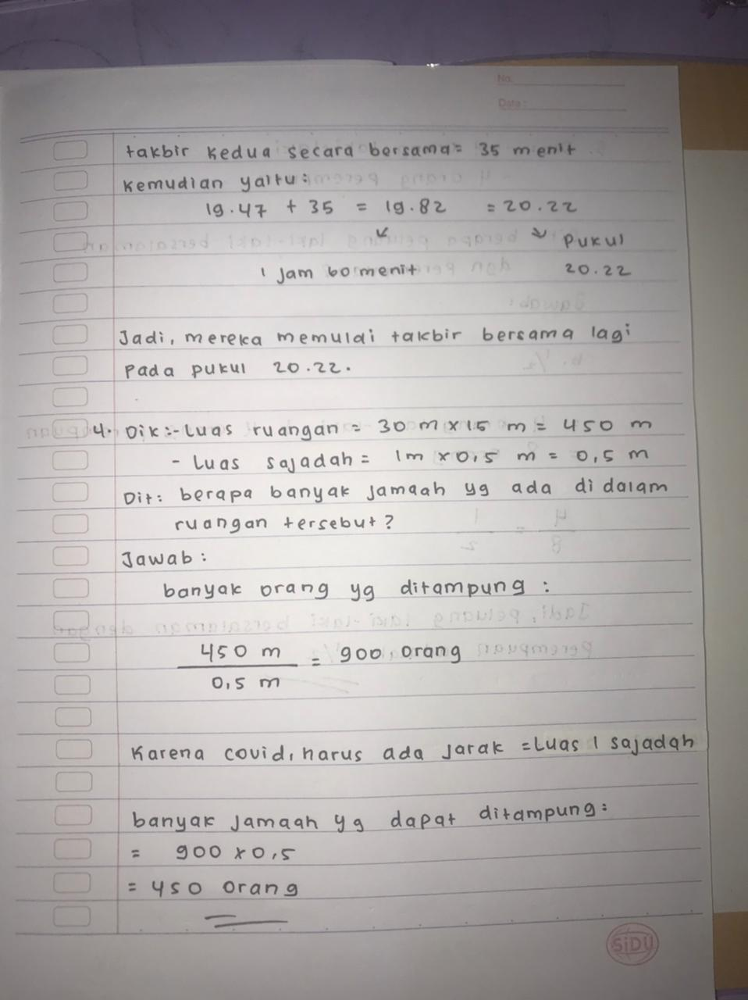 No.
Date:
takbir kedua secara bersama= 35 menit
kemudian yaitu:
19.47 + 35 = 19.82 = 20.22
↙ ↘ pukul
1 jam 60 menit 20.22
Jadi, mereka memulai takbir bersama lagi
Pada pukul 20.22.
4. Dik:- Luas ruangan = 30 m x 15 m = 450 m
- Luas sajadah = 1m x 0,5 m = 0,5 m
Dit: berapa banyak jamaah yg ada di dalam
ruangan tersebut?
Jawab:
banyak orang yg ditampung:
450 m
= 900 orang
0,5 m
Karena covid, harus ada jarak = Luas 1 sajadah
banyak jamaah yg dapat ditampung:
= 900 x 0,5
= 450 orang
SiDU